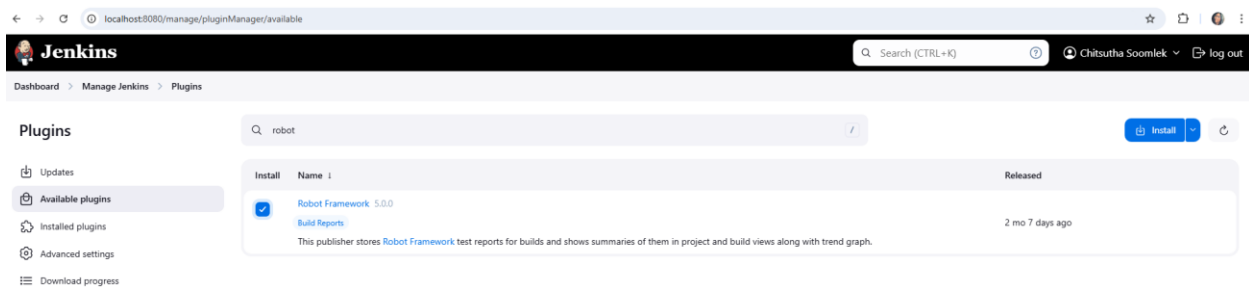 localhost:8080/manage/pluginManager/available
Jenkins
Search (CTRL+K)
?
Chitsutha Soomlek
log out
Dashboard > Manage Jenkins > Plugins
Plugins
robot
/
Install
Updates
Available plugins
Installed plugins
Advanced settings
Download progress
Install Name ↓ Released
Robot Framework 5.0.0
Build Reports
2 mo 7 days ago
This publisher stores Robot Framework test reports for builds and shows summaries of them in project and build views along with trend graph.